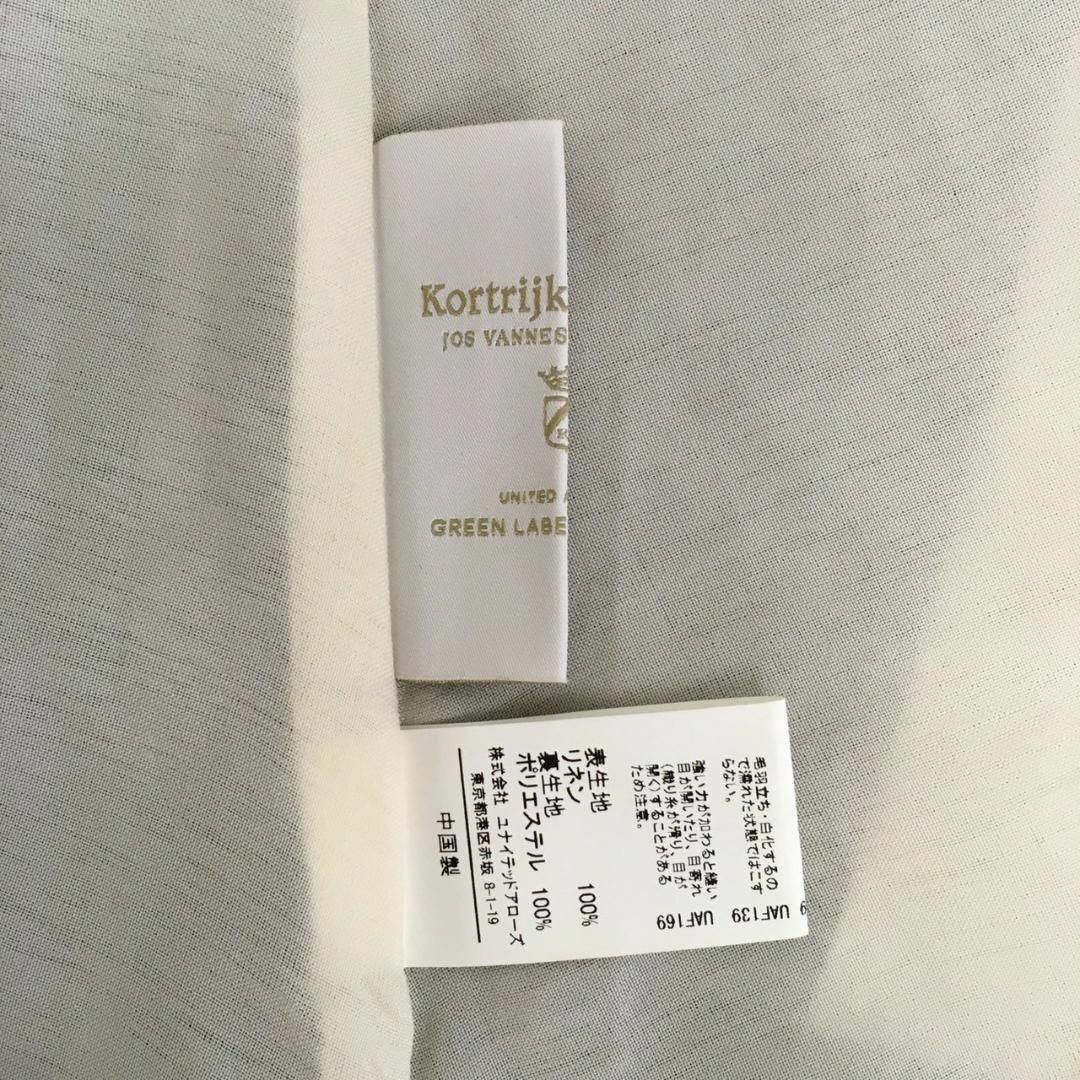 Kortrijk
JOS VANNES
UNITED A
GREEN LABE
毛羽立ち・白化するの
で濡れた状態ではこす
らない。
UAF139
強い力が加わると縫い
目が開いたり、目寄れ
(織り糸が滑り、目が
開く)することがある
ため注意。
UAF169
表生地
リネン 100%
裏生地
ポリエステル 100%
株式会社 ユナイテッドアローズ
東京都港区赤坂 8-1-19
中国製